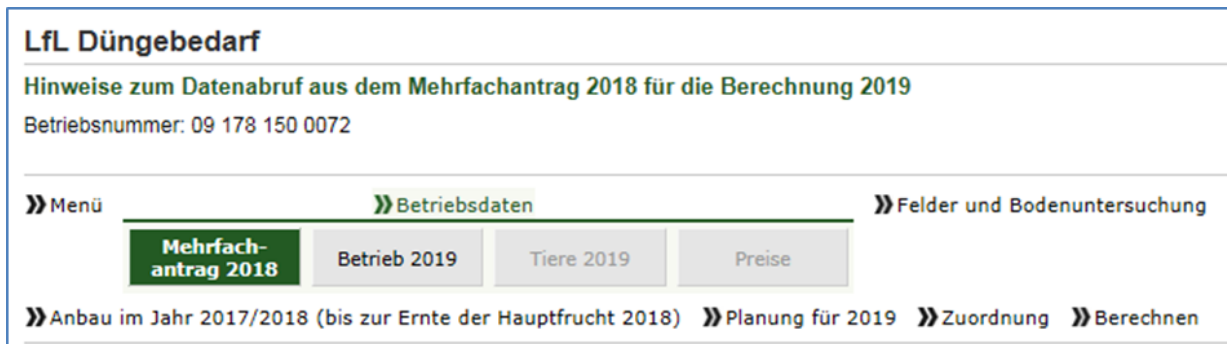 LfL Düngebedarf
Hinweise zum Datenabruf aus dem Mehrfachantrag 2018 für die Berechnung 2019
Betriebsnummer: 09 178 150 0072
Menü Betriebsdaten Felder und Bodenuntersuchung
Mehrfach-
antrag 2018 Betrieb 2019 Tiere 2019 Preise
Anbau im Jahr 2017/2018 (bis zur Ernte der Hauptfrucht 2018) Planung für 2019 Zuordnung Berechnen